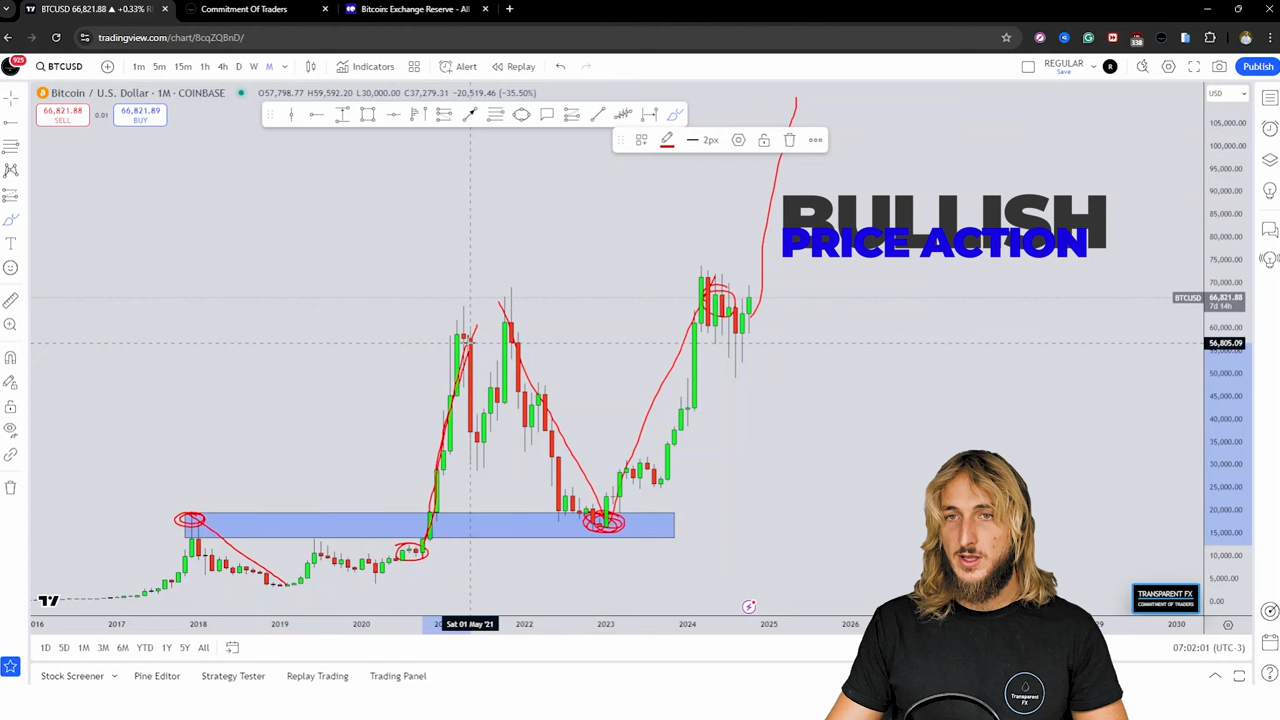 BTCUSD 66,821.88 ▲ +0.33% R
Commitment Of Traders
Bitcoin: Exchange Reserve - All
tradingview.com/chart/8cqZQBnD/
338
925
BTCUSD
1m 5m 15m 1h 4h D W M
Indicators
Alert
Replay
REGULAR
Save
R
Publish
Bitcoin / U.S. Dollar · 1M · COINBASE
O57,798.77 H59,592.20 L30,000.00 C37,279.31 -20,519.46 (-35.50%)
USD
66,821.88
SELL
0.01
66,821.89
BUY
2px
105,000.00
100,000.00
95,000.00
90,000.00
85,000.00
80,000.00
75,000.00
70,000.00
BTCUSD 66,821.88
7d 14h
60,000.00
56,805.09
55,000.00
50,000.00
45,000.00
40,000.00
35,000.00
30,000.00
25,000.00
20,000.00
15,000.00
10,000.00
5,000.00
0.00
BULLISH
PRICE ACTION
TRANSPARENT FX
COMMITMENT OF TRADERS
Transparent
FX
2017 2018 2019 2020 Sat 01 May '21 2022 2023 2024 2025 2026 2030
1D 5D 1M 3M 6M YTD 1Y 5Y All
07:02:01 (UTC-3)
Stock Screener Pine Editor Strategy Tester Replay Trading Trading Panel